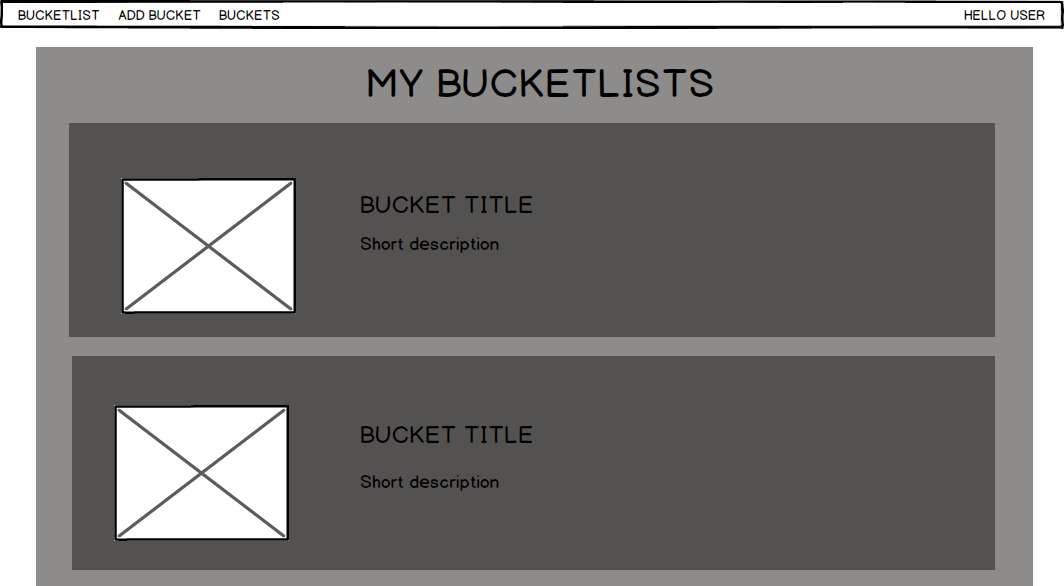 BUCKETLIST ADD BUCKET BUCKETS HELLO USER
MY BUCKETLISTS
BUCKET TITLE
Short description
BUCKET TITLE
Short description